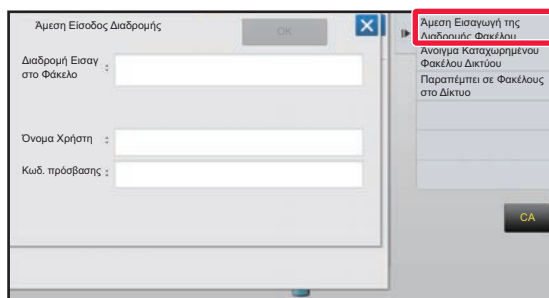 Άμεση Είσοδος Διαδρομής
OK
Διαδρομή Εισαγ
στο Φάκελο :
Όνομα Χρήστη :
Κωδ. πρόσβασης :
Άμεση Εισαγωγή της
Διαδρομής Φακέλου
Άνοιγμα Καταχωρημένου
Φακέλου Δικτύου
Παραπέμπει σε Φακέλους
στο Δίκτυο
CA